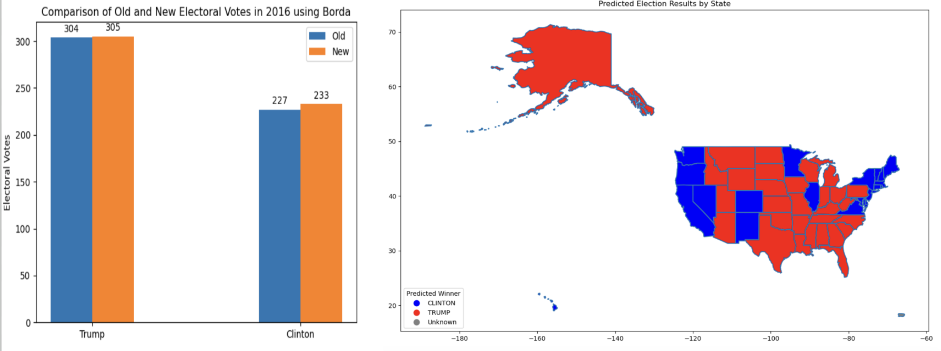 Comparison of Old and New Electoral Votes in 2016 using Borda
Electoral Votes
300
250
200
150
100
50
0
304
305
227
233
Old
New
Trump
Clinton
Predicted Election Results by State
70
60
50
40
30
20
Predicted Winner
CLINTON
TRUMP
Unknown
−180
−160
−140
−120
−100
−80
−60